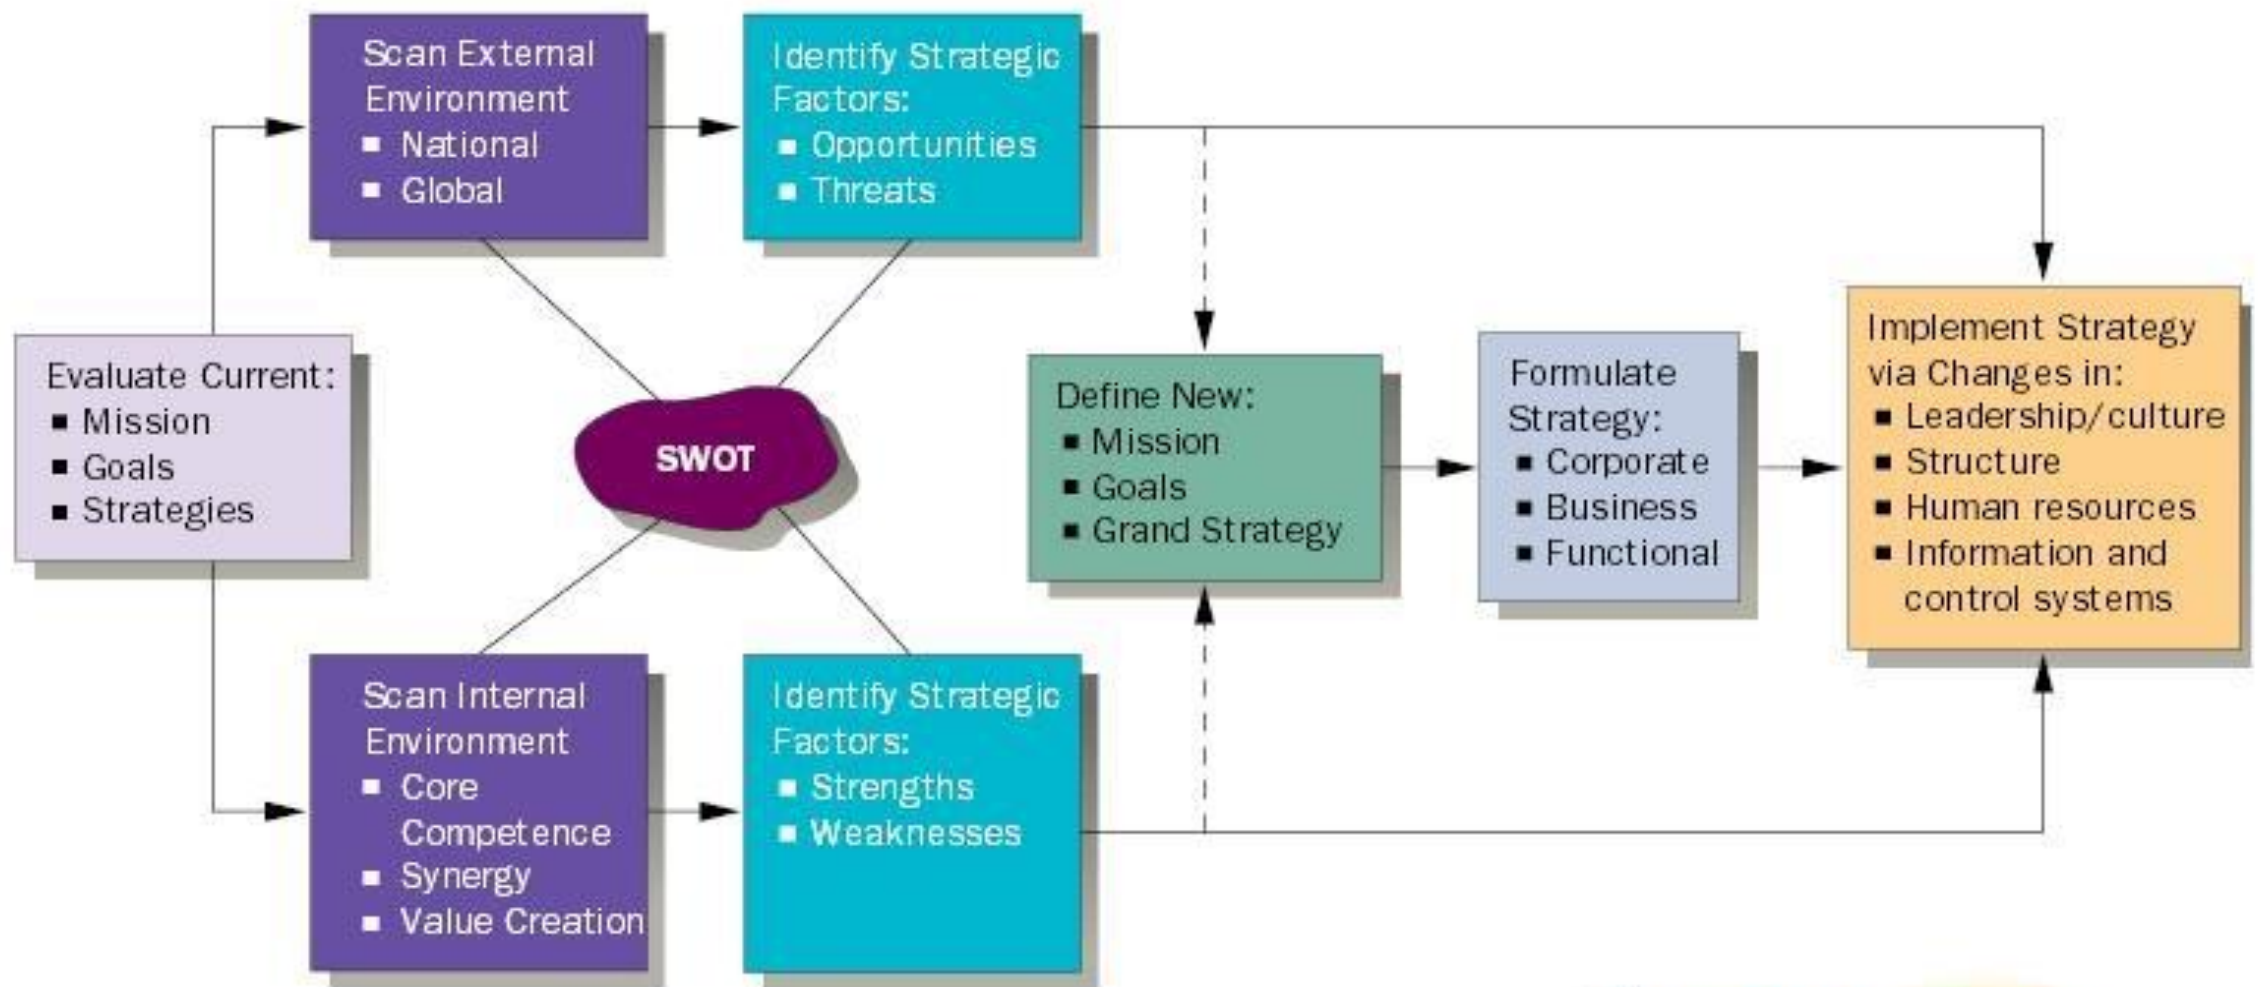 Scan External
Environment
▪ National
▪ Global
Identify Strategic
Factors:
▪ Opportunities
▪ Threats
Evaluate Current:
▪ Mission
▪ Goals
▪ Strategies
SWOT
Define New:
▪ Mission
▪ Goals
▪ Grand Strategy
Formulate
Strategy:
▪ Corporate
▪ Business
▪ Functional
Implement Strategy
via Changes in:
▪ Leadership/culture
▪ Structure
▪ Human resources
▪ Information and
control systems
Scan Internal
Environment
▪ Core
Competence
▪ Synergy
▪ Value Creation
Identify Strategic
Factors:
▪ Strengths
▪ Weaknesses